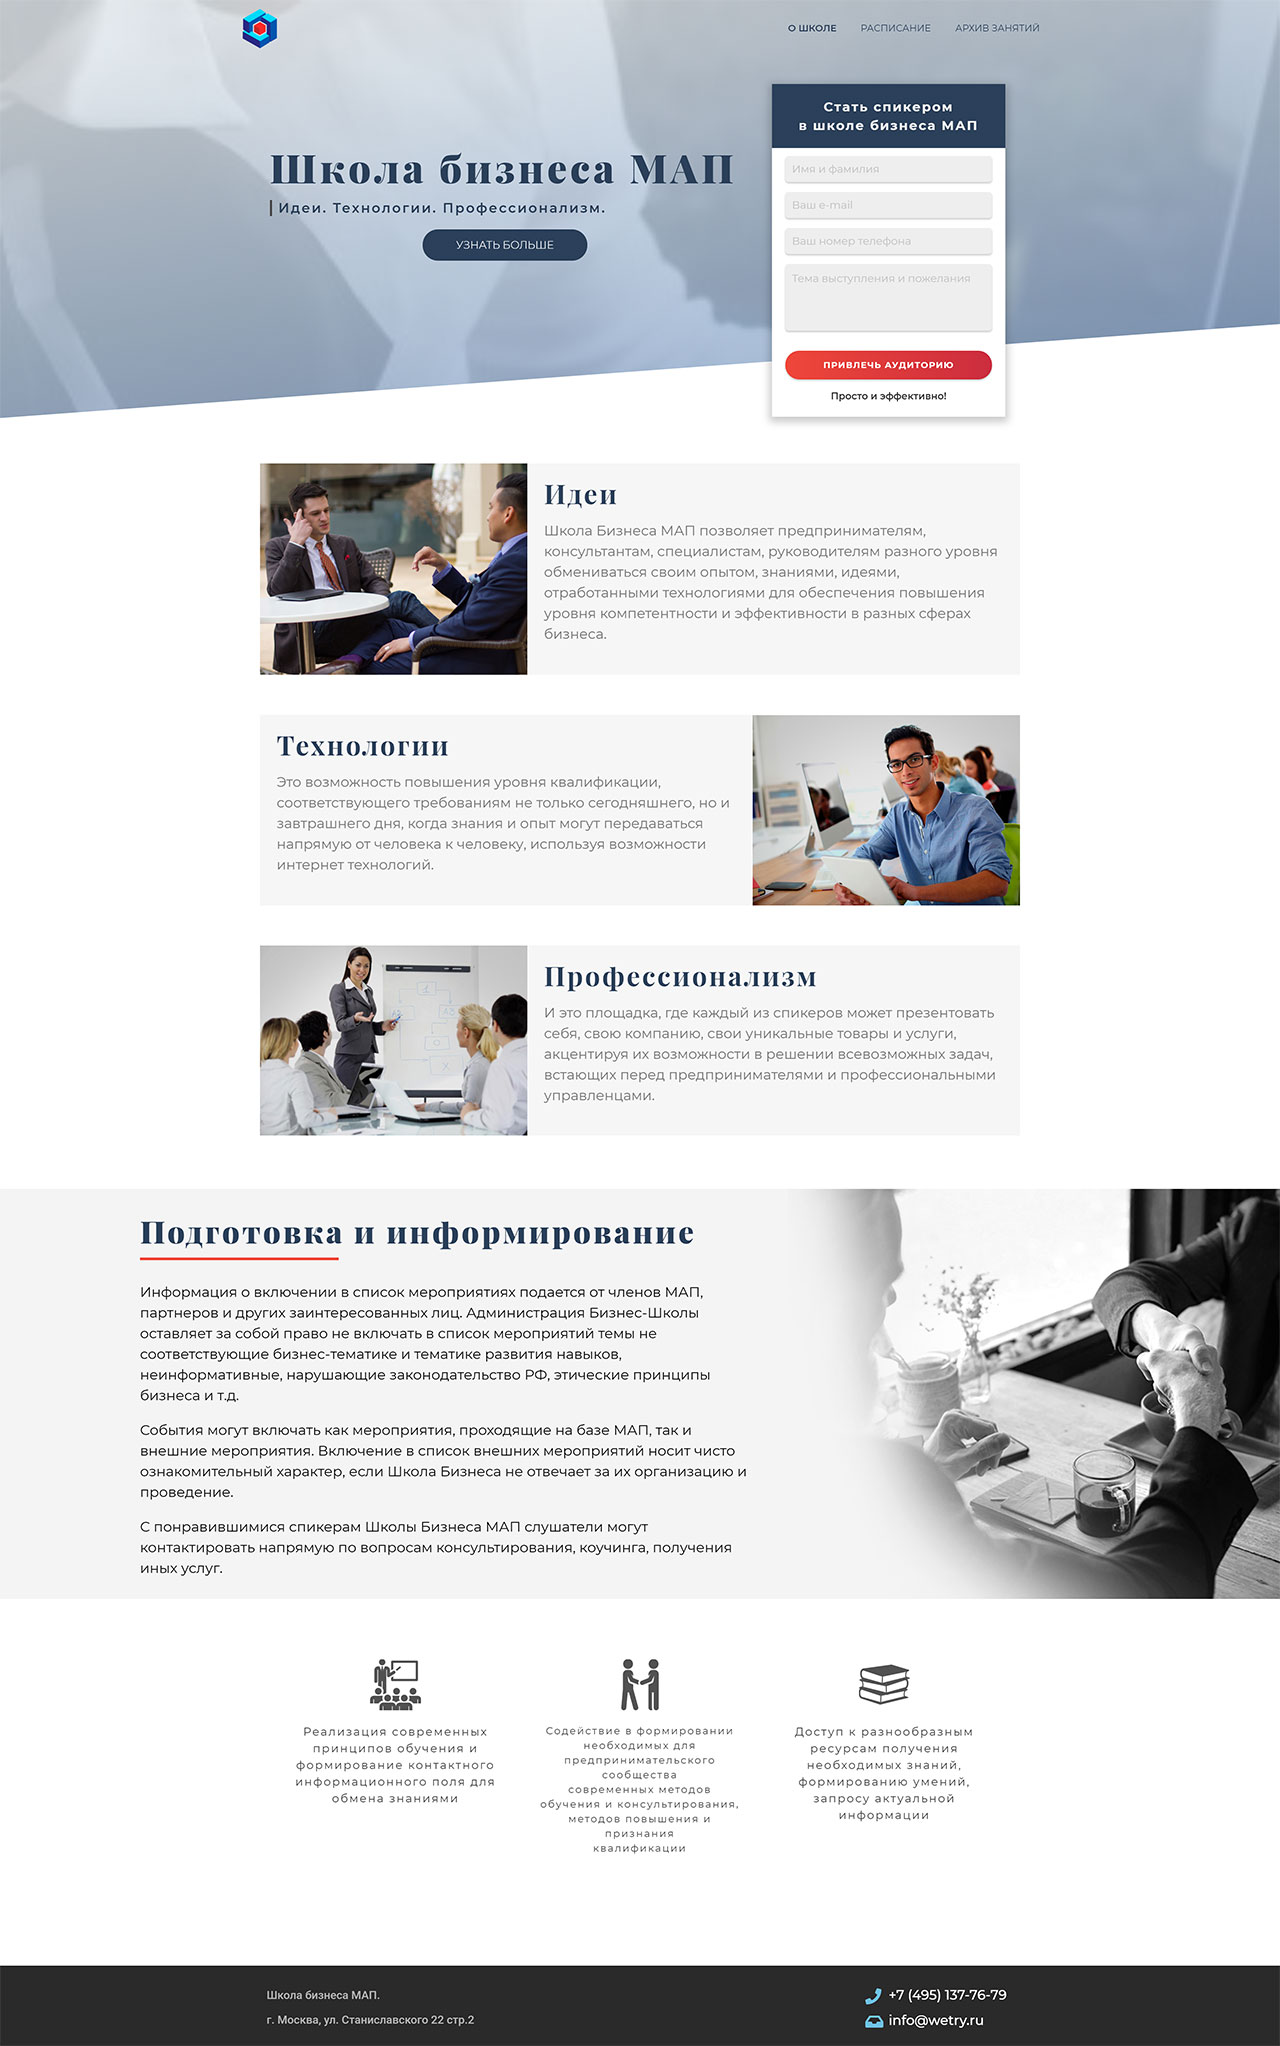 О ШКОЛЕ
РАСПИСАНИЕ
АРХИВ ЗАНЯТИЙ
Школа бизнеса МАП
Идеи. Технологии. Профессионализм.
УЗНАТЬ БОЛЬШЕ
Стать спикером
в школе бизнеса МАП
Имя и фамилия
Ваш e-mail
Ваш номер телефона
Тема выступления и пожелания
ПРИВЛЕЧЬ АУДИТОРИЮ
Просто и эффективно!
Идеи
Школа Бизнеса МАП позволяет предпринимателям,
консультантам, специалистам, руководителям разного уровня
обмениваться своим опытом, знаниями, идеями,
отработанными технологиями для обеспечения повышения
уровня компетентности и эффективности в разных сферах
бизнеса.
Технологии
Это возможность повышения уровня квалификации,
соответствующего требованиям не только сегодняшнего, но и
завтрашнего дня, когда знания и опыт могут передаваться
напрямую от человека к человеку, используя возможности
интернет технологий.
Профессионализм
И это площадка, где каждый из спикеров может презентовать
себя, свою компанию, свои уникальные товары и услуги,
акцентируя их возможности в решении всевозможных задач,
встающих перед предпринимателями и профессиональными
управленцами.
Подготовка и информирование
Информация о включении в список мероприятиях подается от членов МАП,
партнеров и других заинтересованных лиц. Администрация Бизнес-Школы
оставляет за собой право не включать в список мероприятий темы не
соответствующие бизнес-тематике и тематике развития навыков,
неинформативные, нарушающие законодательство РФ, этические принципы
бизнеса и т.д.
События могут включать как мероприятия, проходящие на базе МАП, так и
внешние мероприятия. Включение в список внешних мероприятий носит чисто
ознакомительный характер, если Школа Бизнеса не отвечает за их организацию и
проведение.
С понравившимися спикерам Школы Бизнеса МАП слушатели могут
контактировать напрямую по вопросам консультирования, коучинга, получения
иных услуг.
Реализация современных
принципов обучения и
формирование контактного
информационного поля для
обмена знаниями
Содействие в формировании
необходимых для
предпринимательского
сообщества
современных методов
обучения и консультирования,
методов повышения и
признания
квалификации
Доступ к разнообразным
ресурсам получения
необходимых знаний,
формированию умений,
запросу актуальной
информации
Школа бизнеса МАП.
г. Москва, ул. Станиславского 22 стр.2
+7 (495) 137-76-79
info@wetry.ru